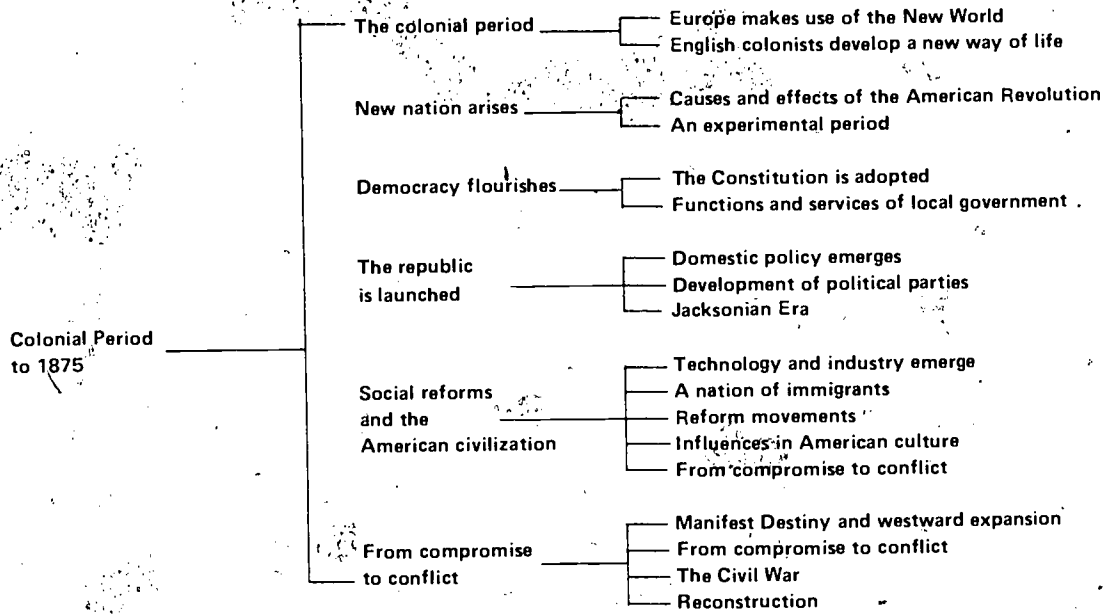 The colonial period
Europe makes use of the New World
English colonists develop a new way of life
New nation arises
Causes and effects of the American Revolution
An experimental period
Democracy flourishes
The Constitution is adopted
Functions and services of local government
The republic
is launched
Domestic policy emerges
Development of political parties
Jacksonian Era
Colonial Period
to 1875
Social reforms
and the
American civilization
Technology and industry emerge
A nation of immigrants
Reform movements
Influences in American culture
From compromise to conflict
From compromise
to conflict
Manifest Destiny and westward expansion
From compromise to conflict
The Civil War
Reconstruction